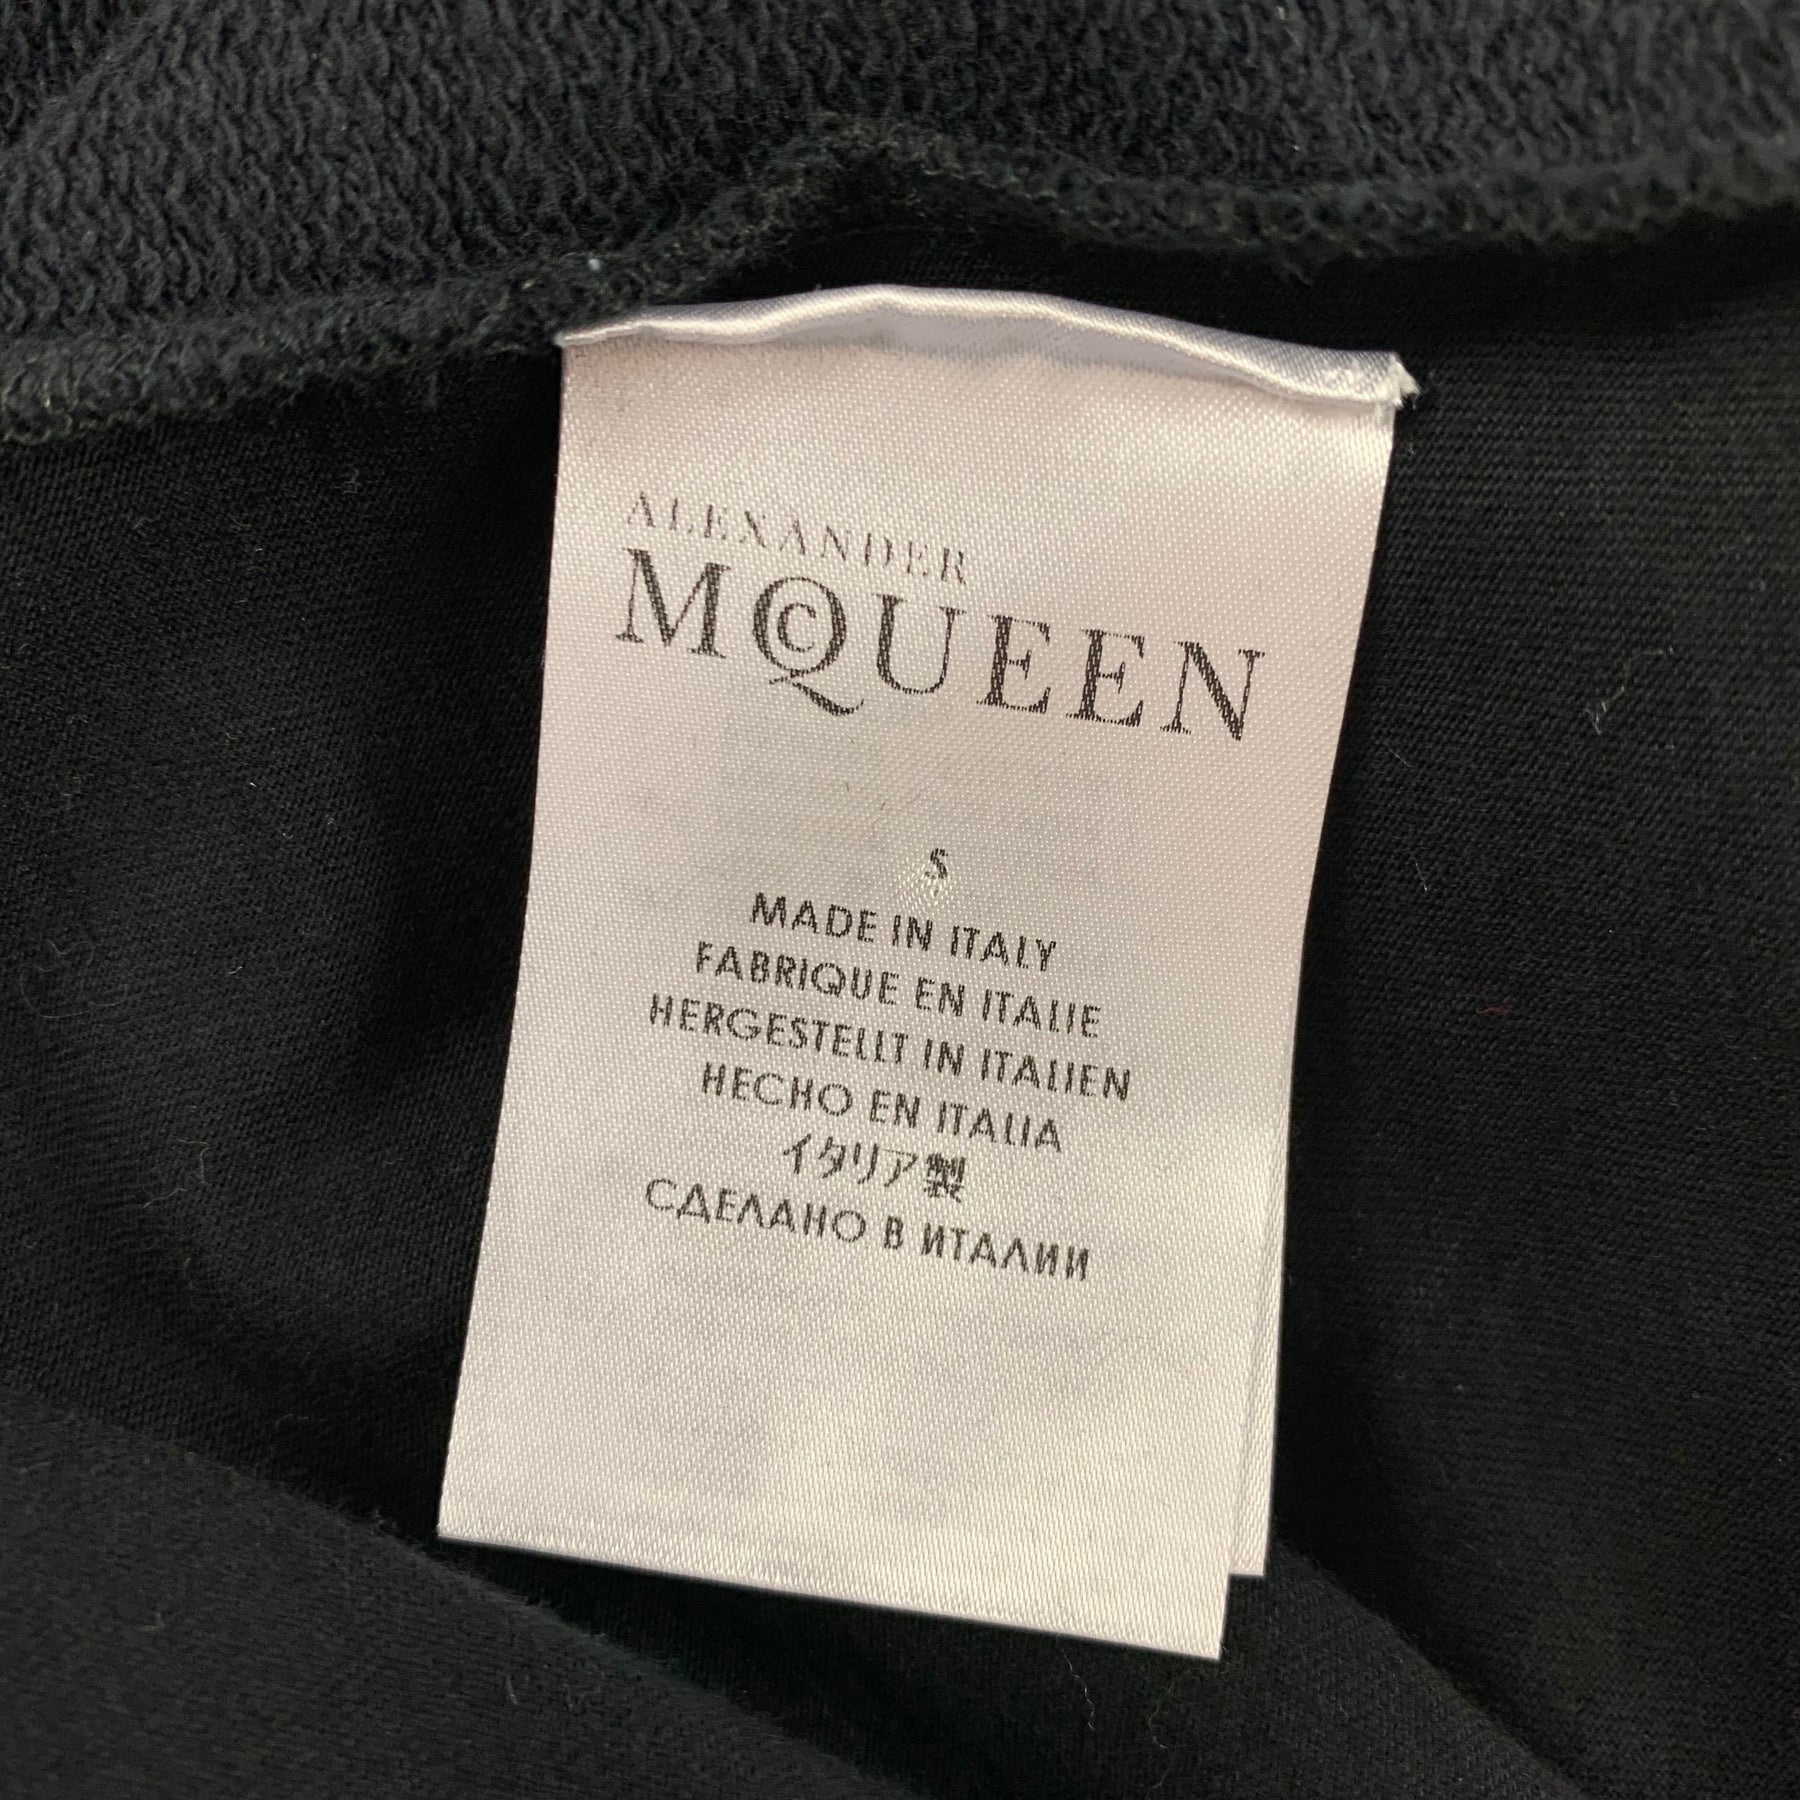 ALEXANDER
MCQUEEN
S
MADE IN ITALY
FABRIQUE EN ITALIE
HERGESTELLT IN ITALIEN
HECHO EN ITALIA
イタリア製
СДЕЛАНО В ИТАЛИИ